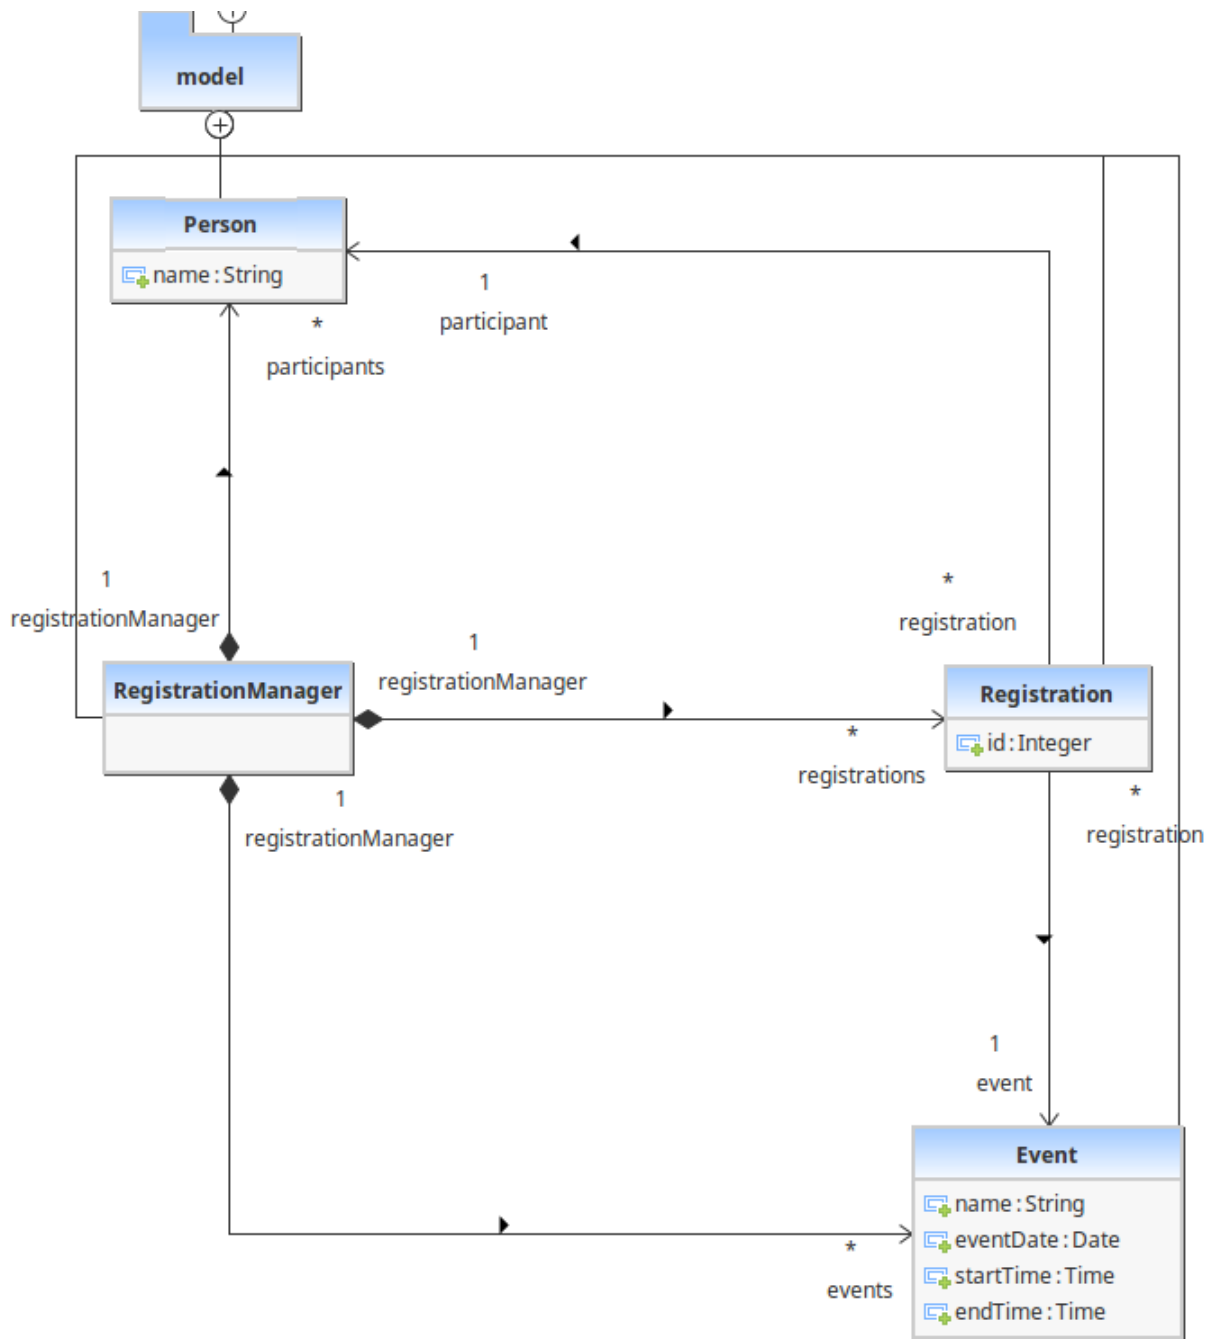 model
Person
name : String
1
participant
*
participants
1
registrationManager
*
registration
1
registrationManager
RegistrationManager
Registration
id : Integer
*
registrations
1
registrationManager
*
registration
1
event
Event
name : String
eventDate : Date
startTime : Time
endTime : Time
*
events